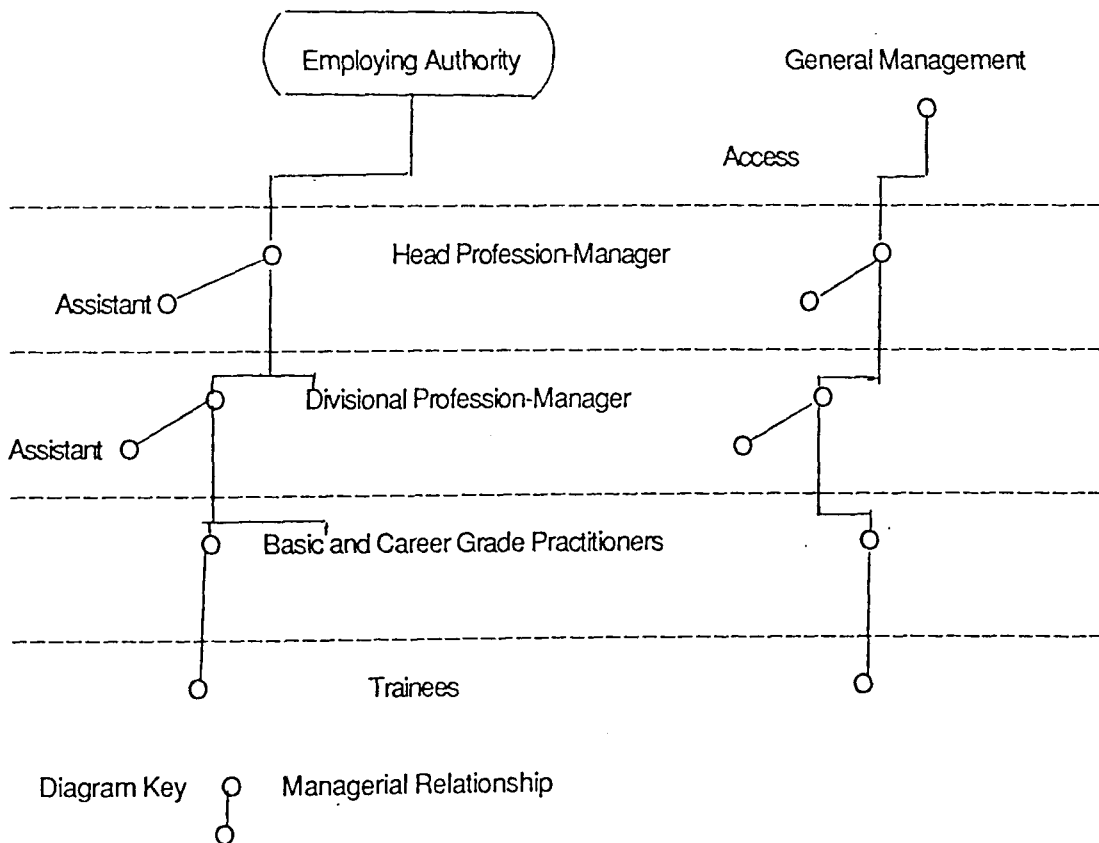 Employing Authority
General Management
Access
Head Profession-Manager
Assistant
Divisional Profession-Manager
Assistant
Basic and Career Grade Practitioners
Trainees
Diagram Key
Managerial Relationship